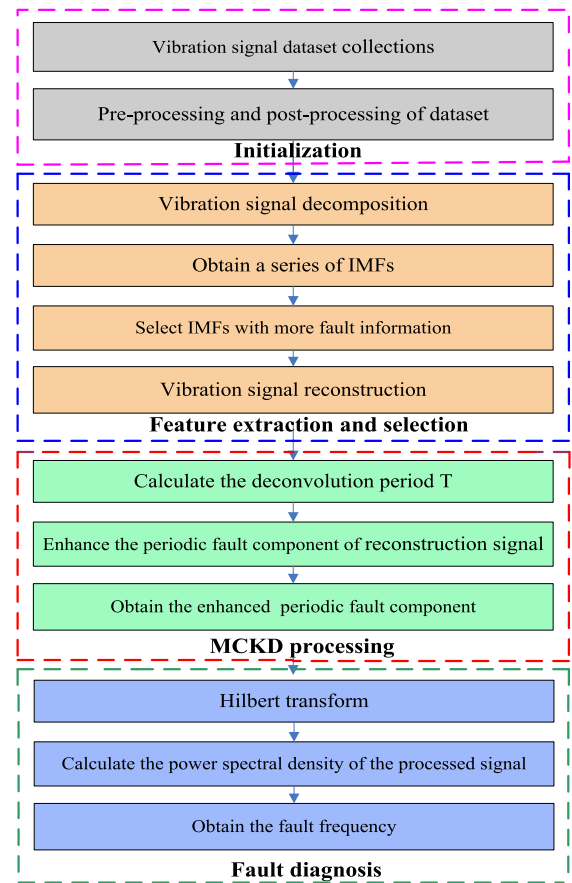 Vibration signal dataset collections
Pre-processing and post-processing of dataset
Initialization
Vibration signal decomposition
Obtain a series of IMFs
Select IMFs with more fault information
Vibration signal reconstruction
Feature extraction and selection
Calculate the deconvolution period T
Enhance the periodic fault component of reconstruction signal
Obtain the enhanced periodic fault component
MCKD processing
Hilbert transform
Calculate the power spectral density of the processed signal
Obtain the fault frequency
Fault diagnosis